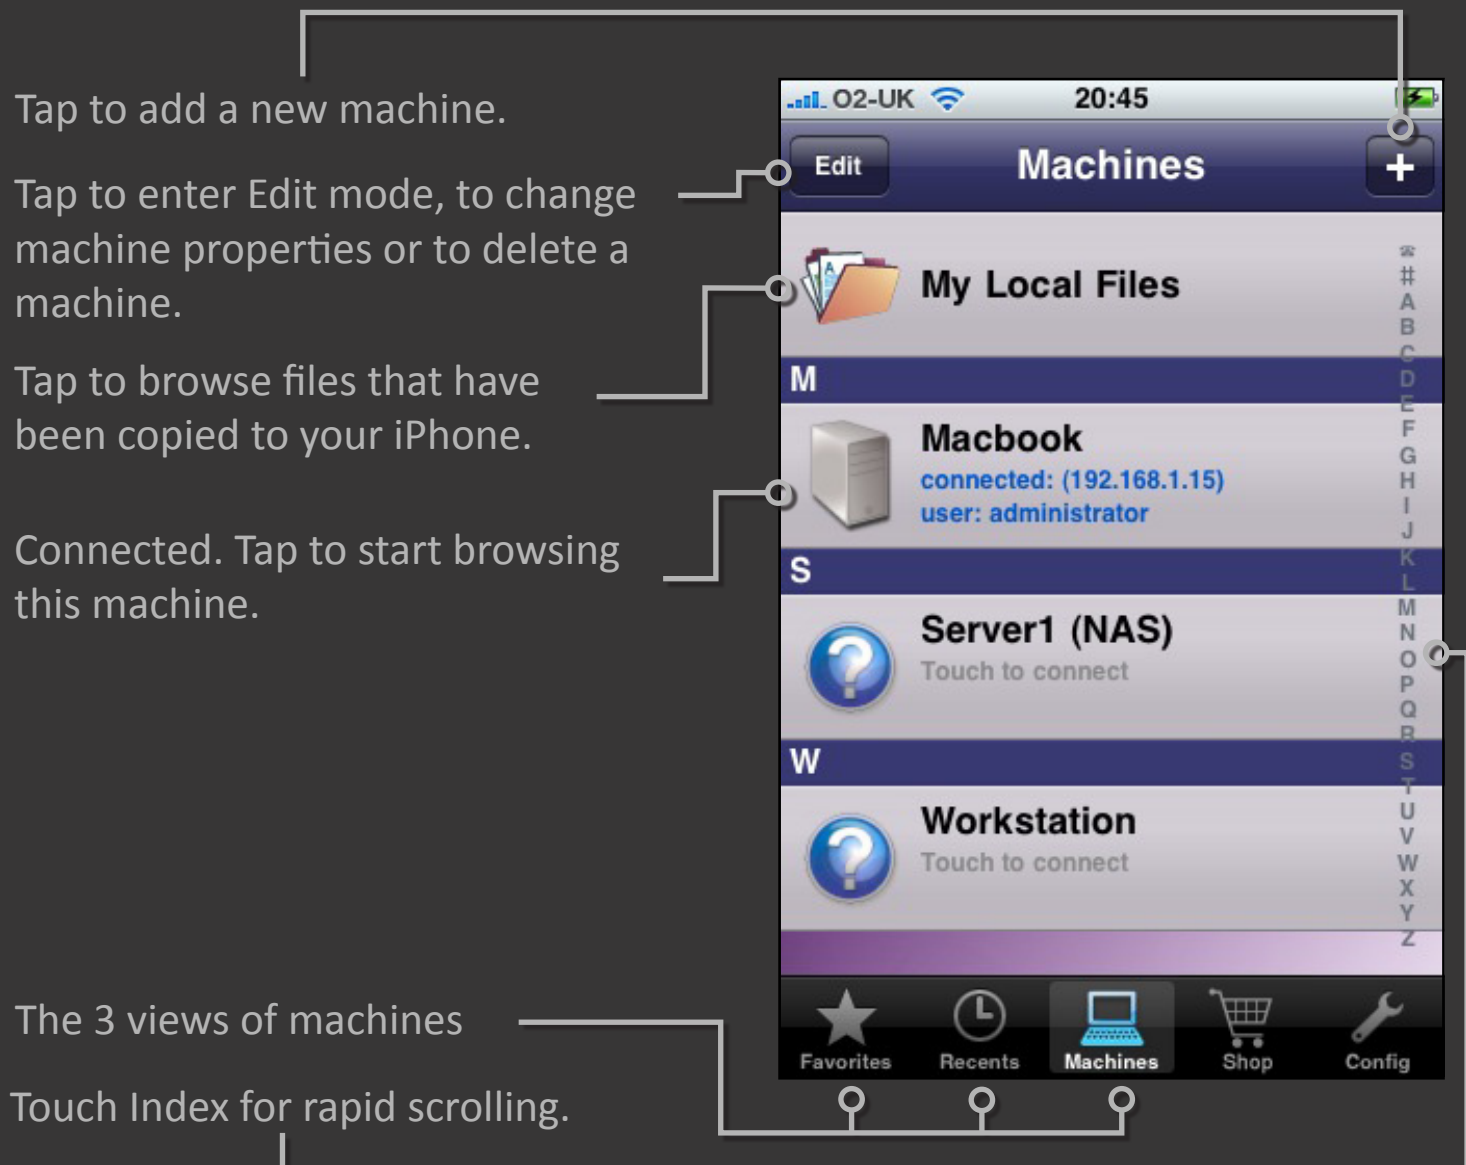 Tap to add a new machine.
Tap to enter Edit mode, to change
machine properties or to delete a
machine.
Tap to browse files that have
been copied to your iPhone.
Connected. Tap to start browsing
this machine.
The 3 views of machines
Touch Index for rapid scrolling.
O2-UK 20:45
Edit Machines +
My Local Files
M
Macbook
connected: (192.168.1.15)
user: administrator
S
Server1 (NAS)
Touch to connect
W
Workstation
Touch to connect
☎
#
A
B
C
D
E
F
G
H
I
J
K
L
M
N
O
P
Q
R
S
T
U
V
W
X
Y
Z
Favorites Recents Machines Shop Config